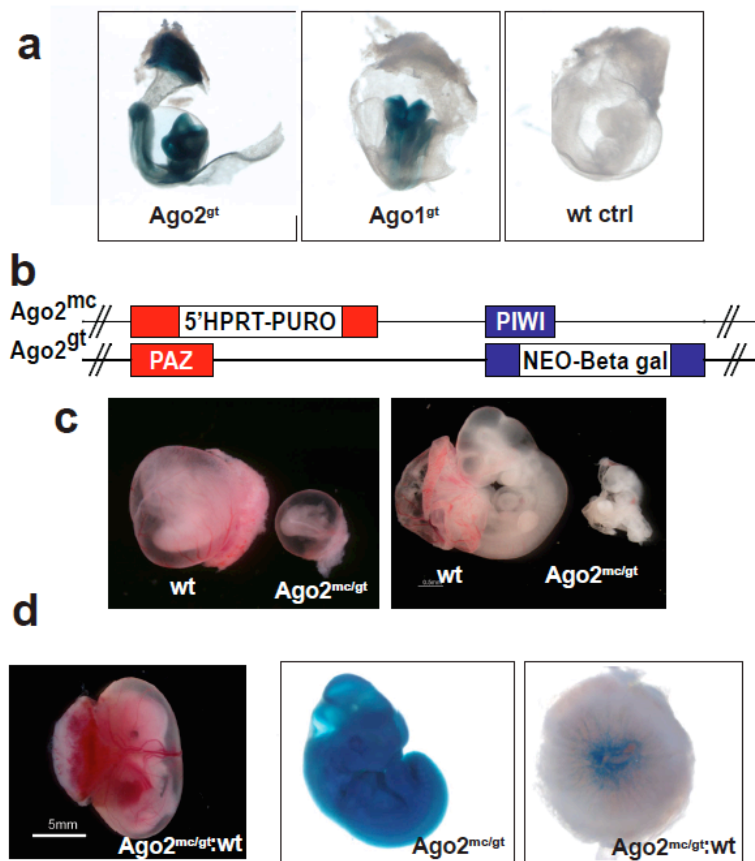 a
Ago2gt
Ago1gt
wt ctrl
b
Ago2mc
5'HPRT-PURO
PIWI
Ago2gt
PAZ
NEO-Beta gal
c
wt
Ago2mc/gt
wt
Ago2mc/gt
d
5mm
Ago2mc/gt:wt
Ago2mc/gt
Ago2mc/gt:wt